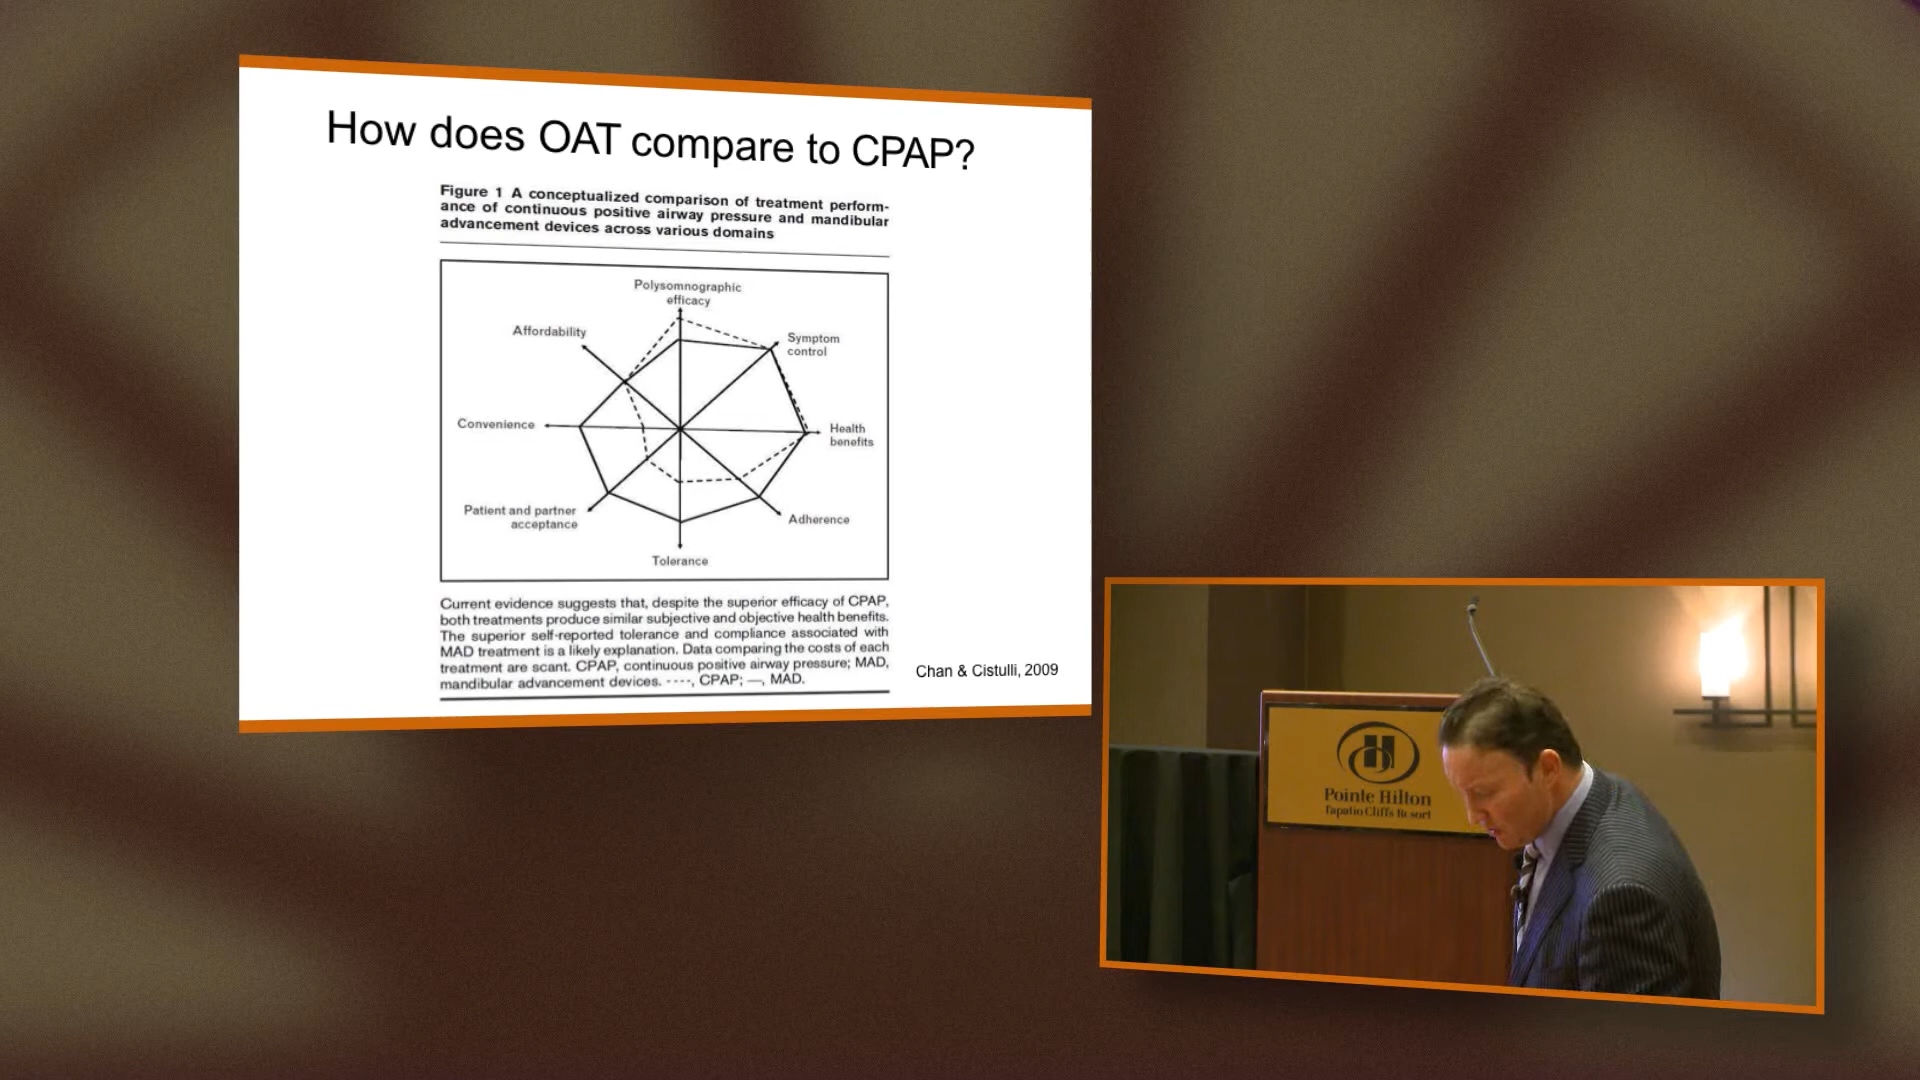 How does OAT compare to CPAP?
Figure 1 A conceptualized comparison of treatment perform-
ance of continuous positive airway pressure and mandibular
advancement devices across various domains
Polysomnographic
efficacy
Affordability
Symptom
control
Convenience
Health
benefits
Patient and partner
acceptance
Adherence
Tolerance
Current evidence suggests that, despite the superior efficacy of CPAP,
both treatments produce similar subjective and objective health benefits.
The superior self-reported tolerance and compliance associated with
MAD treatment is a likely explanation. Data comparing the costs of each
treatment are scant. CPAP, continuous positive airway pressure; MAD,
mandibular advancement devices. ----, CPAP; —, MAD.
Chan & Cistulli, 2009
H
Pointe Hilton
Tapatio Cliffs Resort